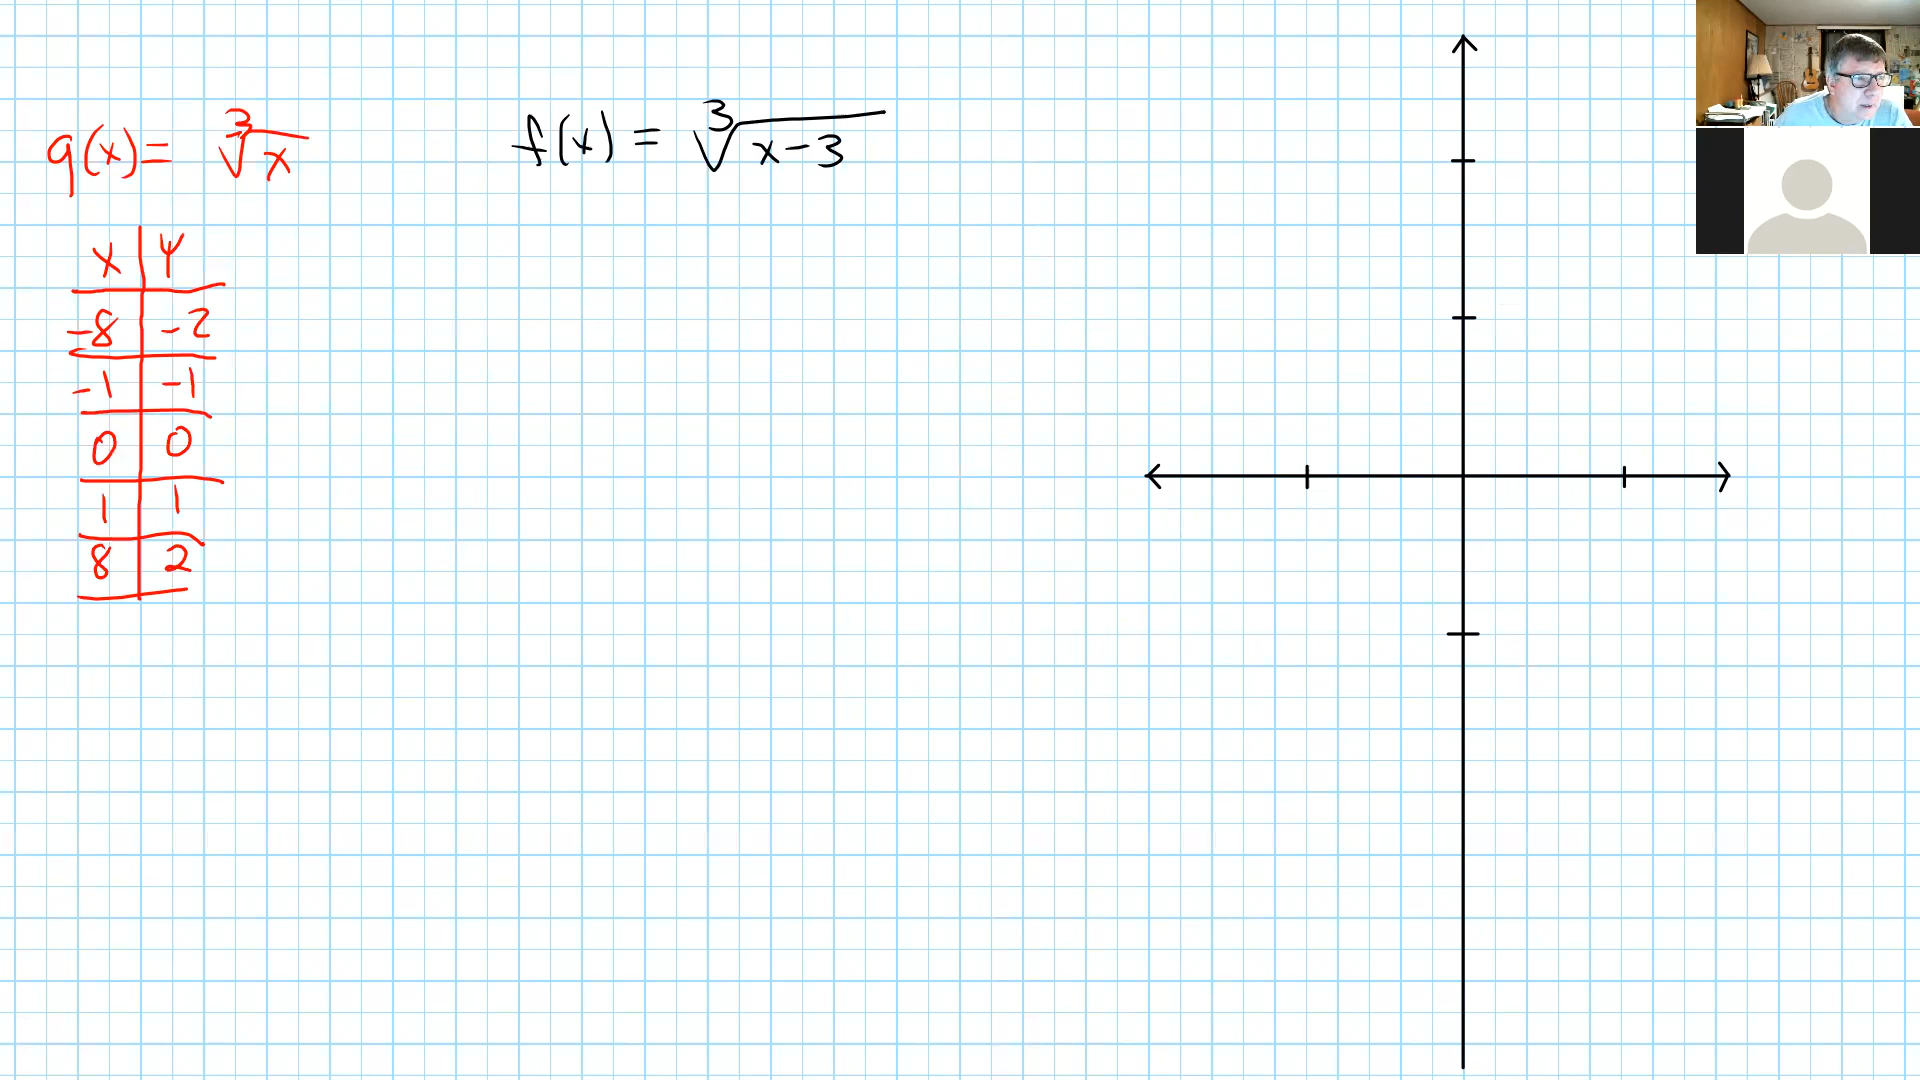 g(x) = ∛x
f(x) = ∛x-3
x y
-8 -2
-1 -1
0 0
1 1
8 2